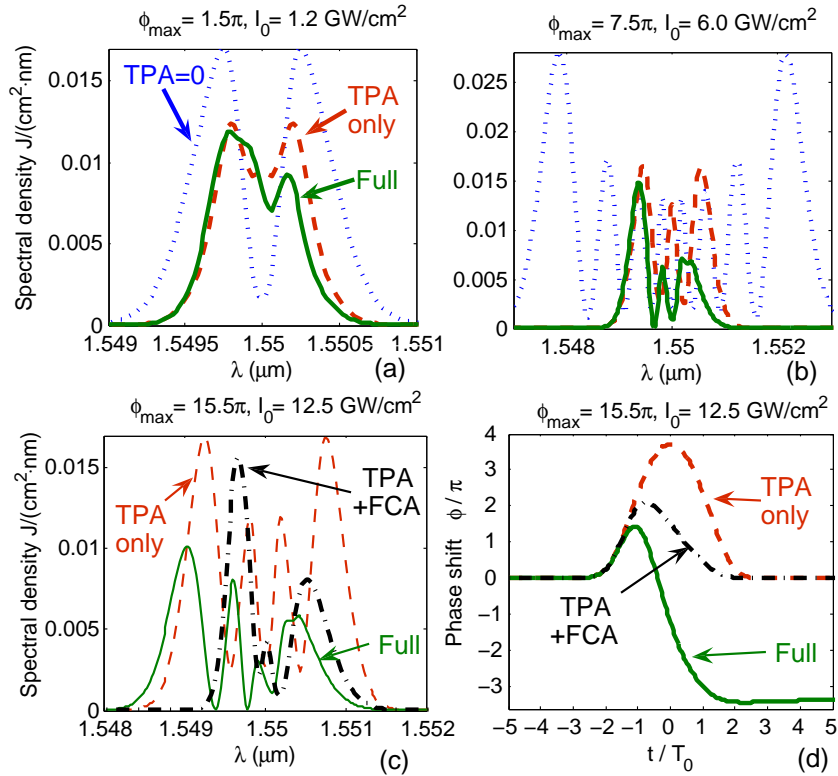 ϕmax= 1.5π, I0= 1.2 GW/cm2
Spectral density J/(cm2·nm)
0.015
0.01
0.005
0
TPA=0
TPA
only
Full
1.549
1.5495
1.55
1.5505
1.551
λ (μm)
(a)
ϕmax= 7.5π, I0= 6.0 GW/cm2
0.025
0.02
0.015
0.01
0.005
0
1.548
1.55
1.552
λ (μm)
(b)
ϕmax= 15.5π, I0= 12.5 GW/cm2
Spectral density J/(cm2·nm)
0.015
0.01
0.005
0
TPA
only
TPA
+FCA
Full
1.548
1.549
1.55
1.551
1.552
λ (μm)
(c)
ϕmax= 15.5π, I0= 12.5 GW/cm2
Phase shift ϕ / π
4
3
2
1
0
−1
−2
−3
TPA
only
TPA
+FCA
Full
−5
−4
−3
−2
−1
0
1
2
3
4
5
t / T0
(d)